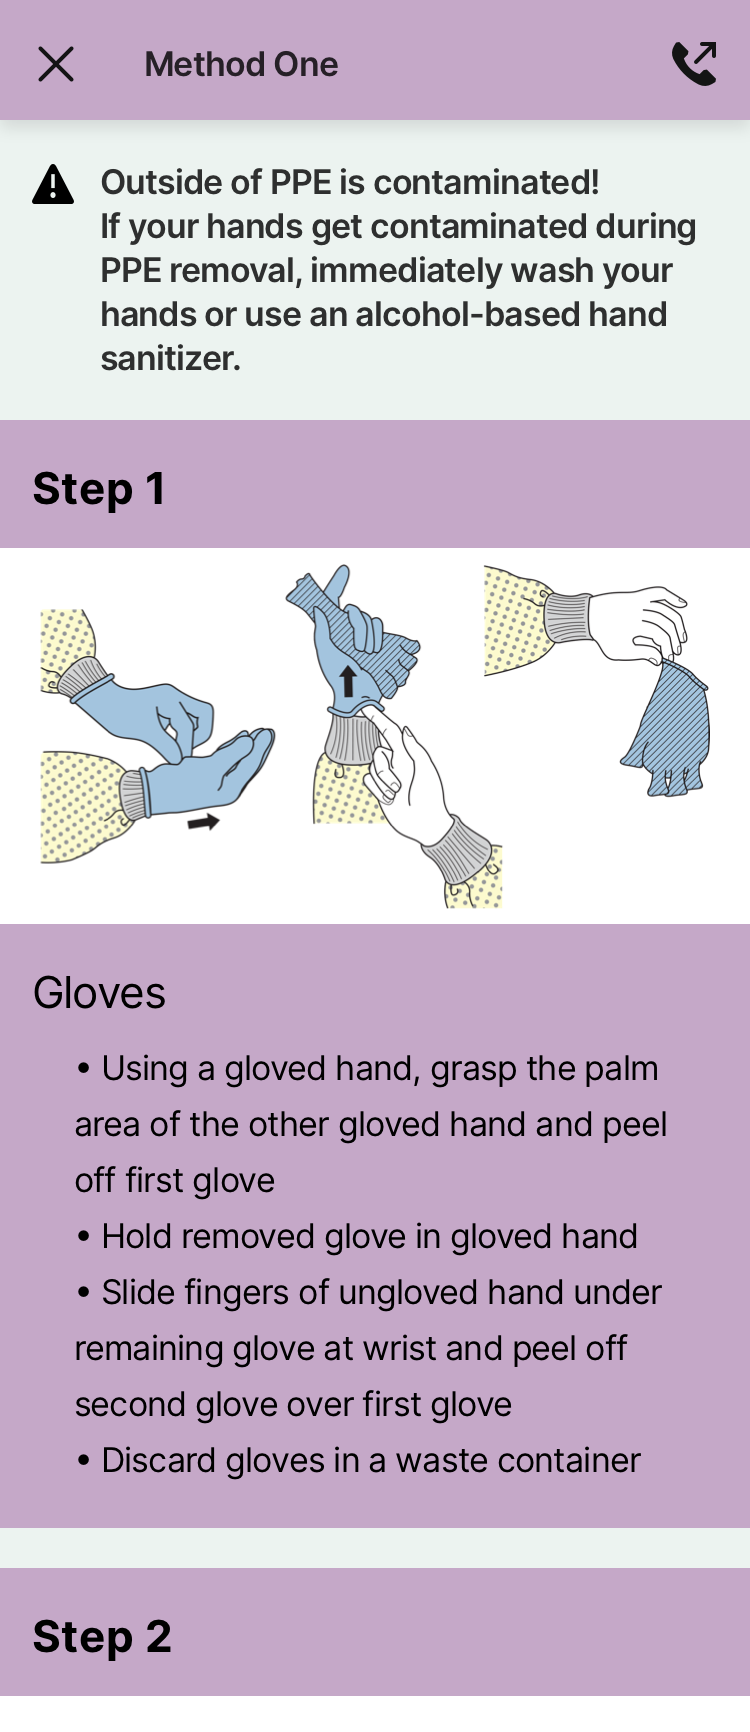 Method One
Outside of PPE is contaminated!
If your hands get contaminated during
PPE removal, immediately wash your
hands or use an alcohol-based hand
sanitizer.
Step 1
Gloves
• Using a gloved hand, grasp the palm
area of the other gloved hand and peel
off first glove
• Hold removed glove in gloved hand
• Slide fingers of ungloved hand under
remaining glove at wrist and peel off
second glove over first glove
• Discard gloves in a waste container
Step 2